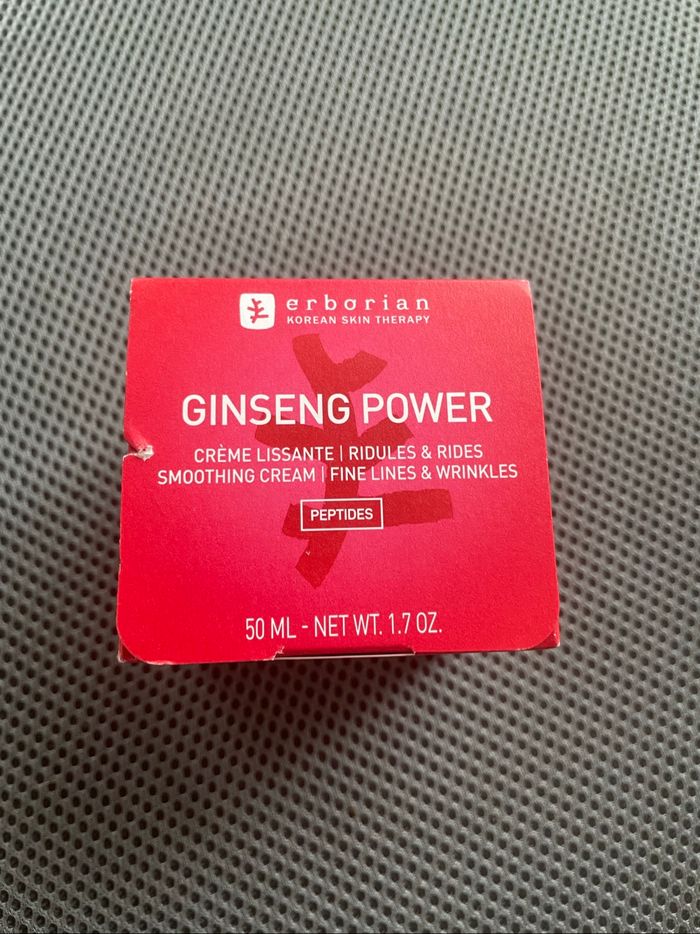 erborian
KOREAN SKIN THERAPY
GINSENG POWER
CRÈME LISSANTE | RIDULES & RIDES
SMOOTHING CREAM | FINE LINES & WRINKLES
PEPTIDES
50 ML - NET WT. 1.7 OZ.